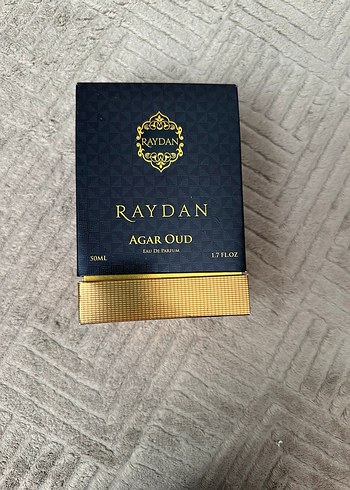 RAYDAN
RAYDAN
AGAR OUD
EAU DE PARFUM
50ML 1.7 FL.OZ